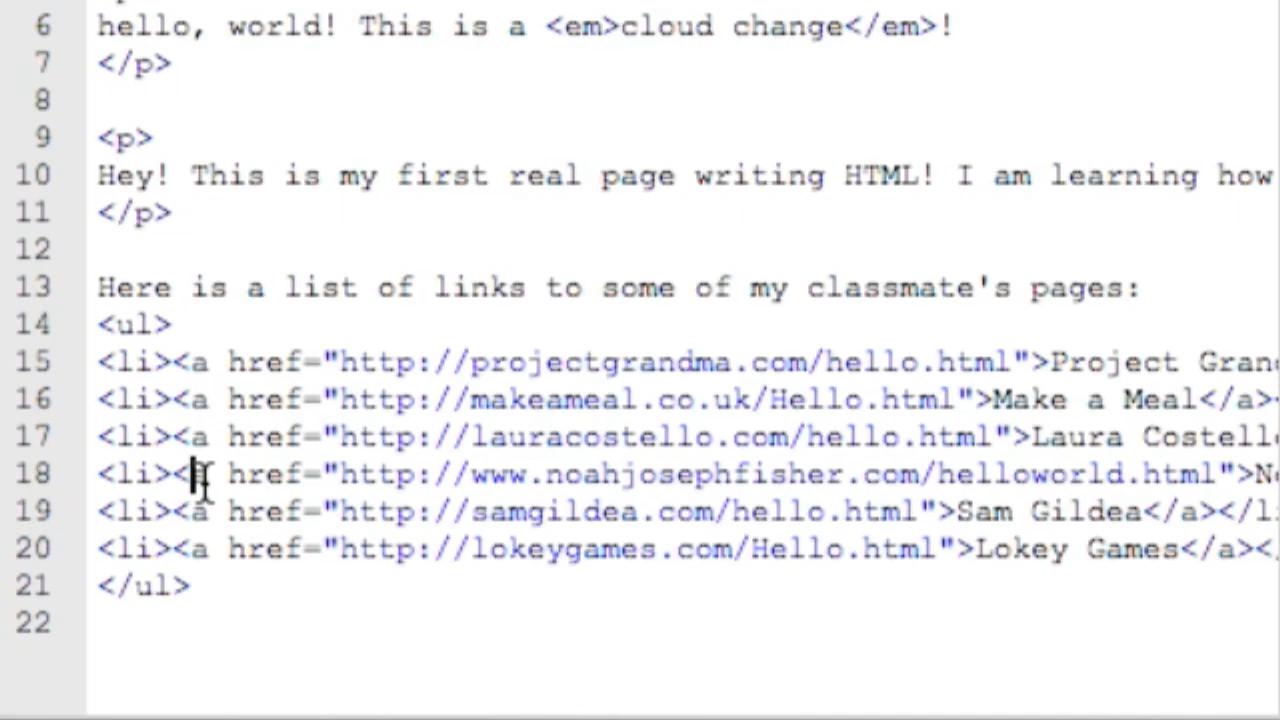 6 hello, world! This is a <em>cloud change</em>!
7 </p>
8
9 <p>
10 Hey! This is my first real page writing HTML! I am learning how
11 </p>
12
13 Here is a list of links to some of my classmate's pages:
14 <ul>
15 <li><a href="http://projectgrandma.com/hello.html">Project Gran
16 <li><a href="http://makeameal.co.uk/Hello.html">Make a Meal</a>
17 <li><a href="http://lauracostello.com/hello.html">Laura Costell
18 <li><a href="http://www.noahjosephfisher.com/helloworld.html">N
19 <li><a href="http://samgildea.com/hello.html">Sam Gildea</a></l
20 <li><a href="http://lokeygames.com/Hello.html">Lokey Games</a><
21 </ul>
22